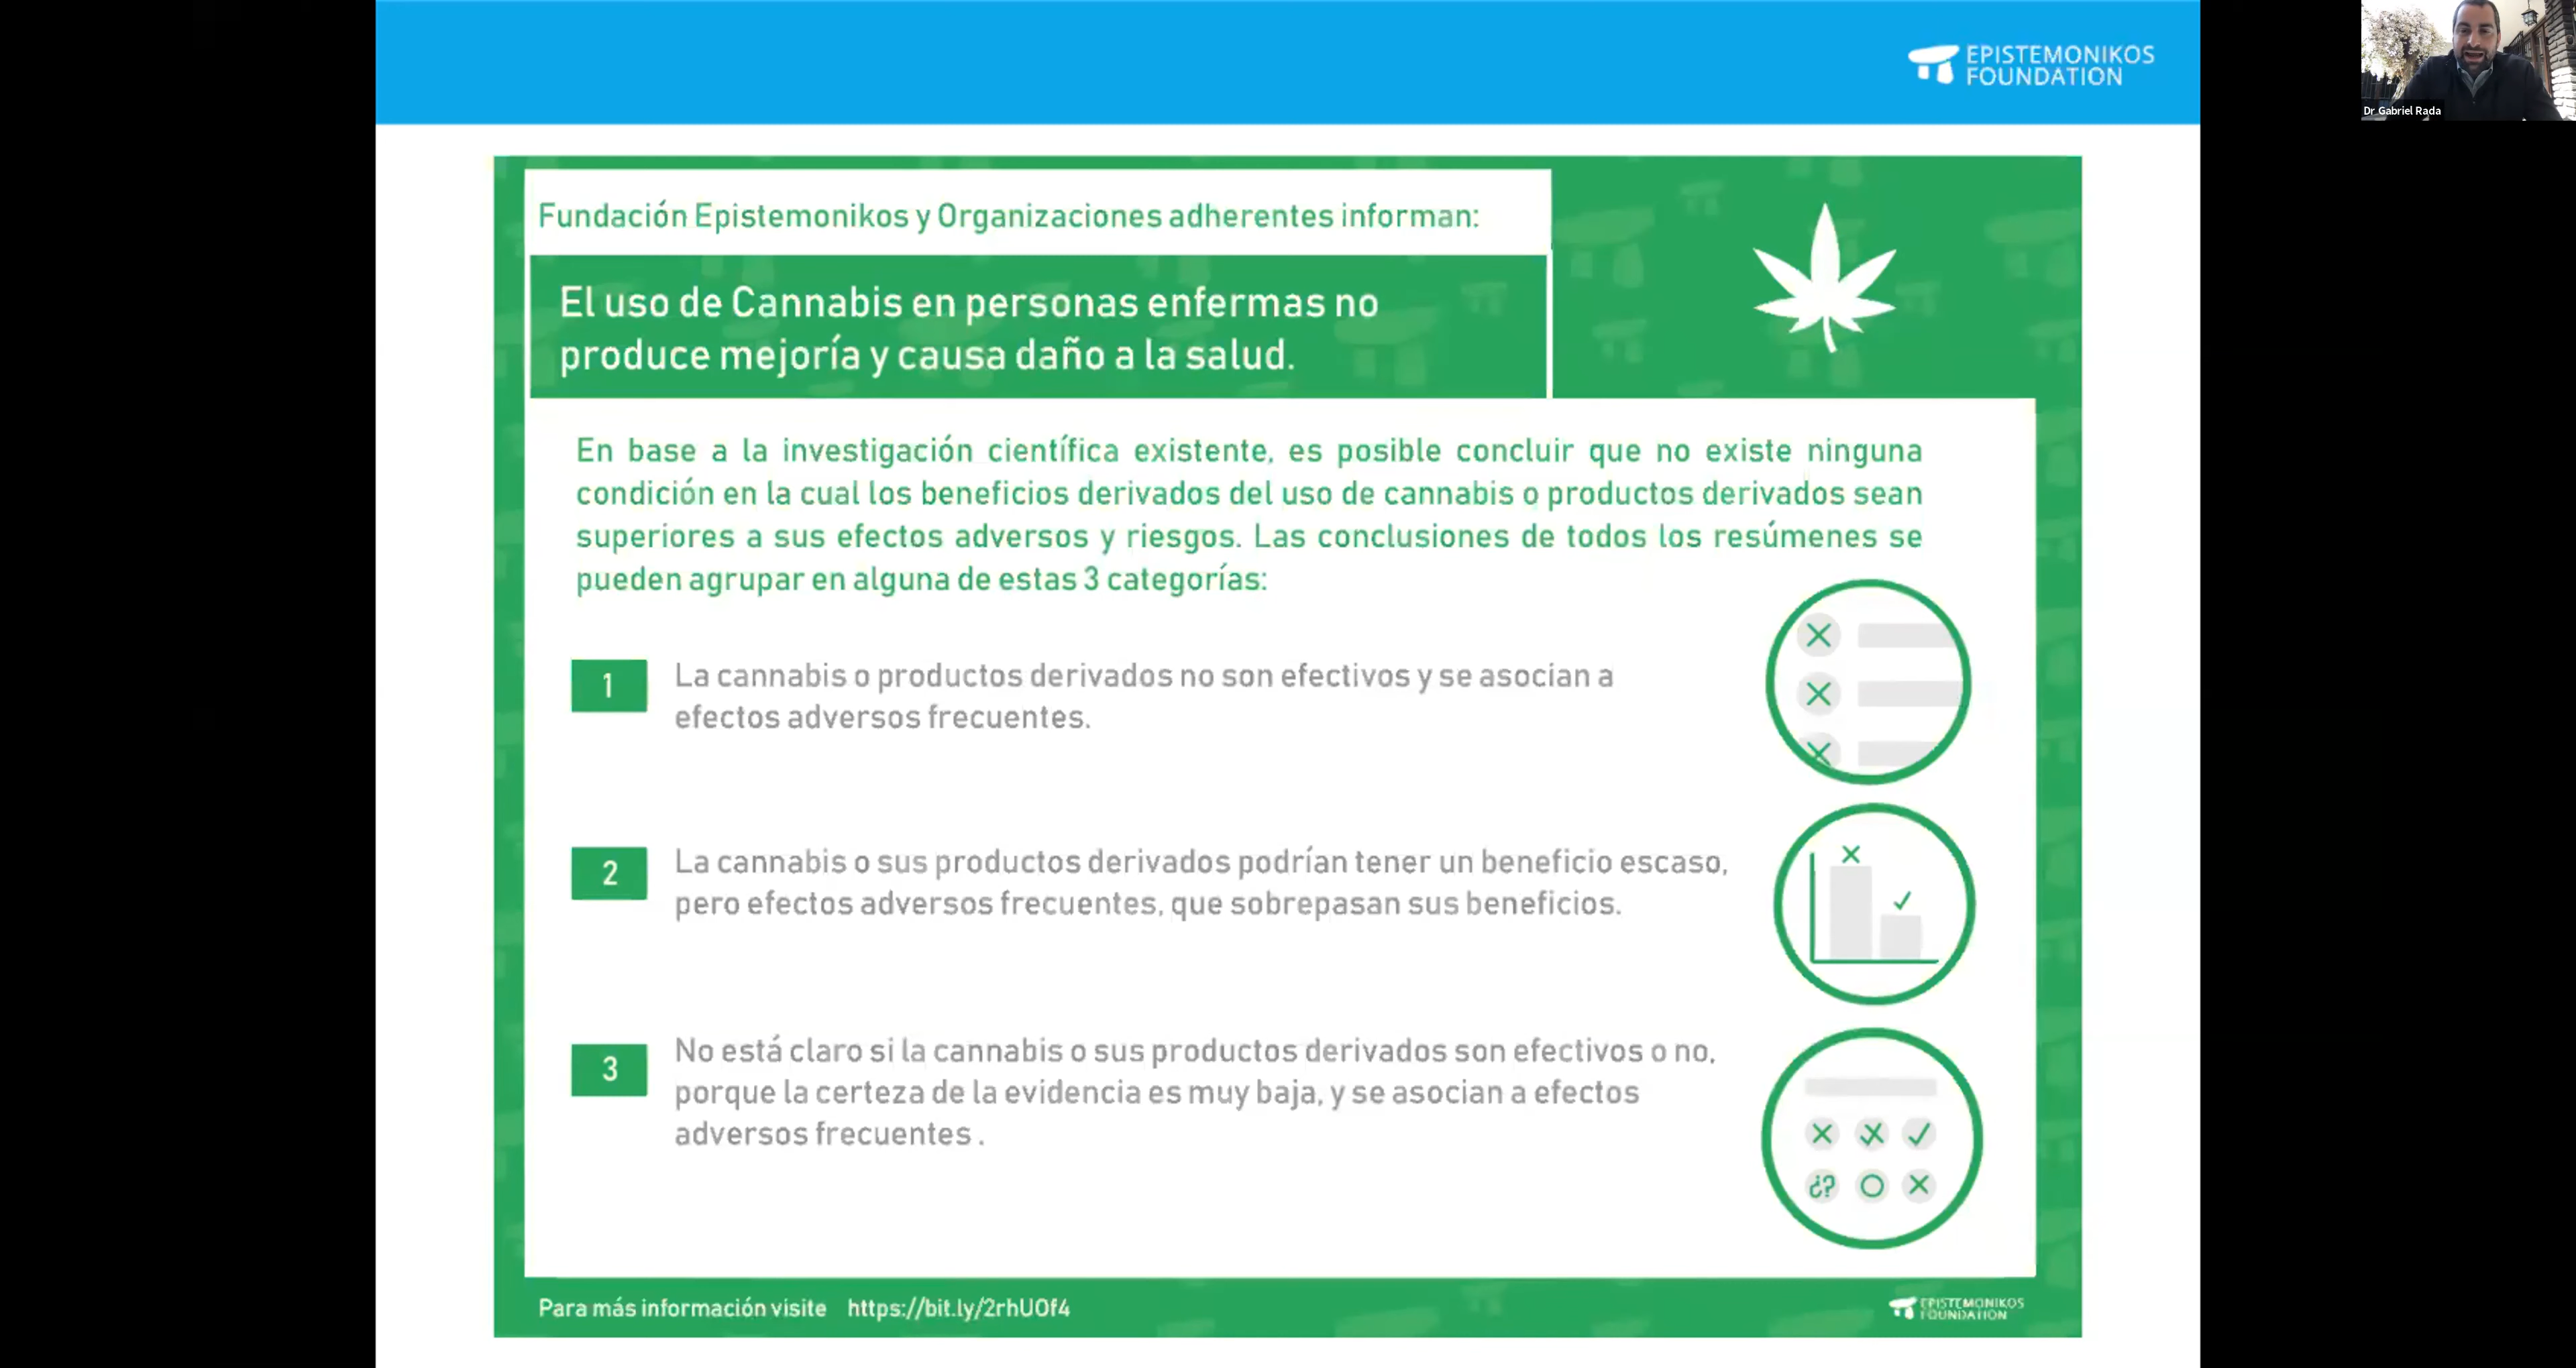 EPISTEMONIKOS
FOUNDATION
Dr Gabriel Rada
Fundación Epistemonikos y Organizaciones adherentes informan:
El uso de Cannabis en personas enfermas no
produce mejoría y causa daño a la salud.
En base a la investigación científica existente, es posible concluir que no existe ninguna
condición en la cual los beneficios derivados del uso de cannabis o productos derivados sean
superiores a sus efectos adversos y riesgos. Las conclusiones de todos los resúmenes se
pueden agrupar en alguna de estas 3 categorías:
1
La cannabis o productos derivados no son efectivos y se asocian a
efectos adversos frecuentes.
2
La cannabis o sus productos derivados podrían tener un beneficio escaso,
pero efectos adversos frecuentes, que sobrepasan sus beneficios.
3
No está claro si la cannabis o sus productos derivados son efectivos o no,
porque la certeza de la evidencia es muy baja, y se asocian a efectos
adversos frecuentes .
¿?
Para más información visite https://bit.ly/2rhUOf4
EPISTEMONIKOS
FOUNDATION